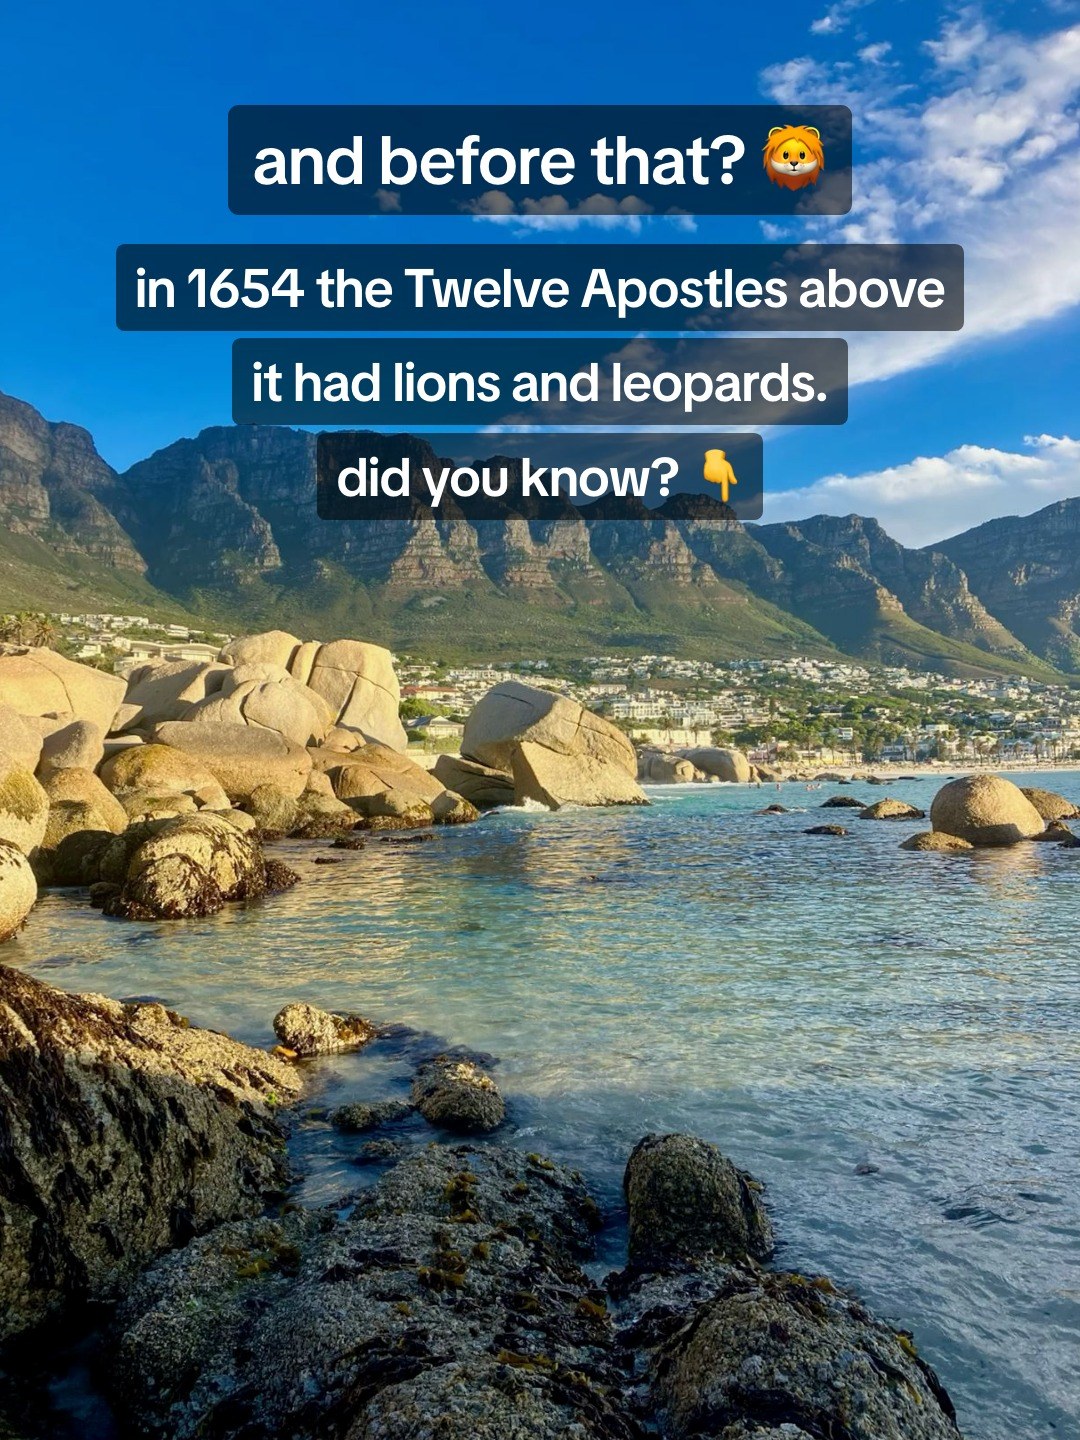 and before that? 🦁
in 1654 the Twelve Apostles above
it had lions and leopards.
did you know? 👇